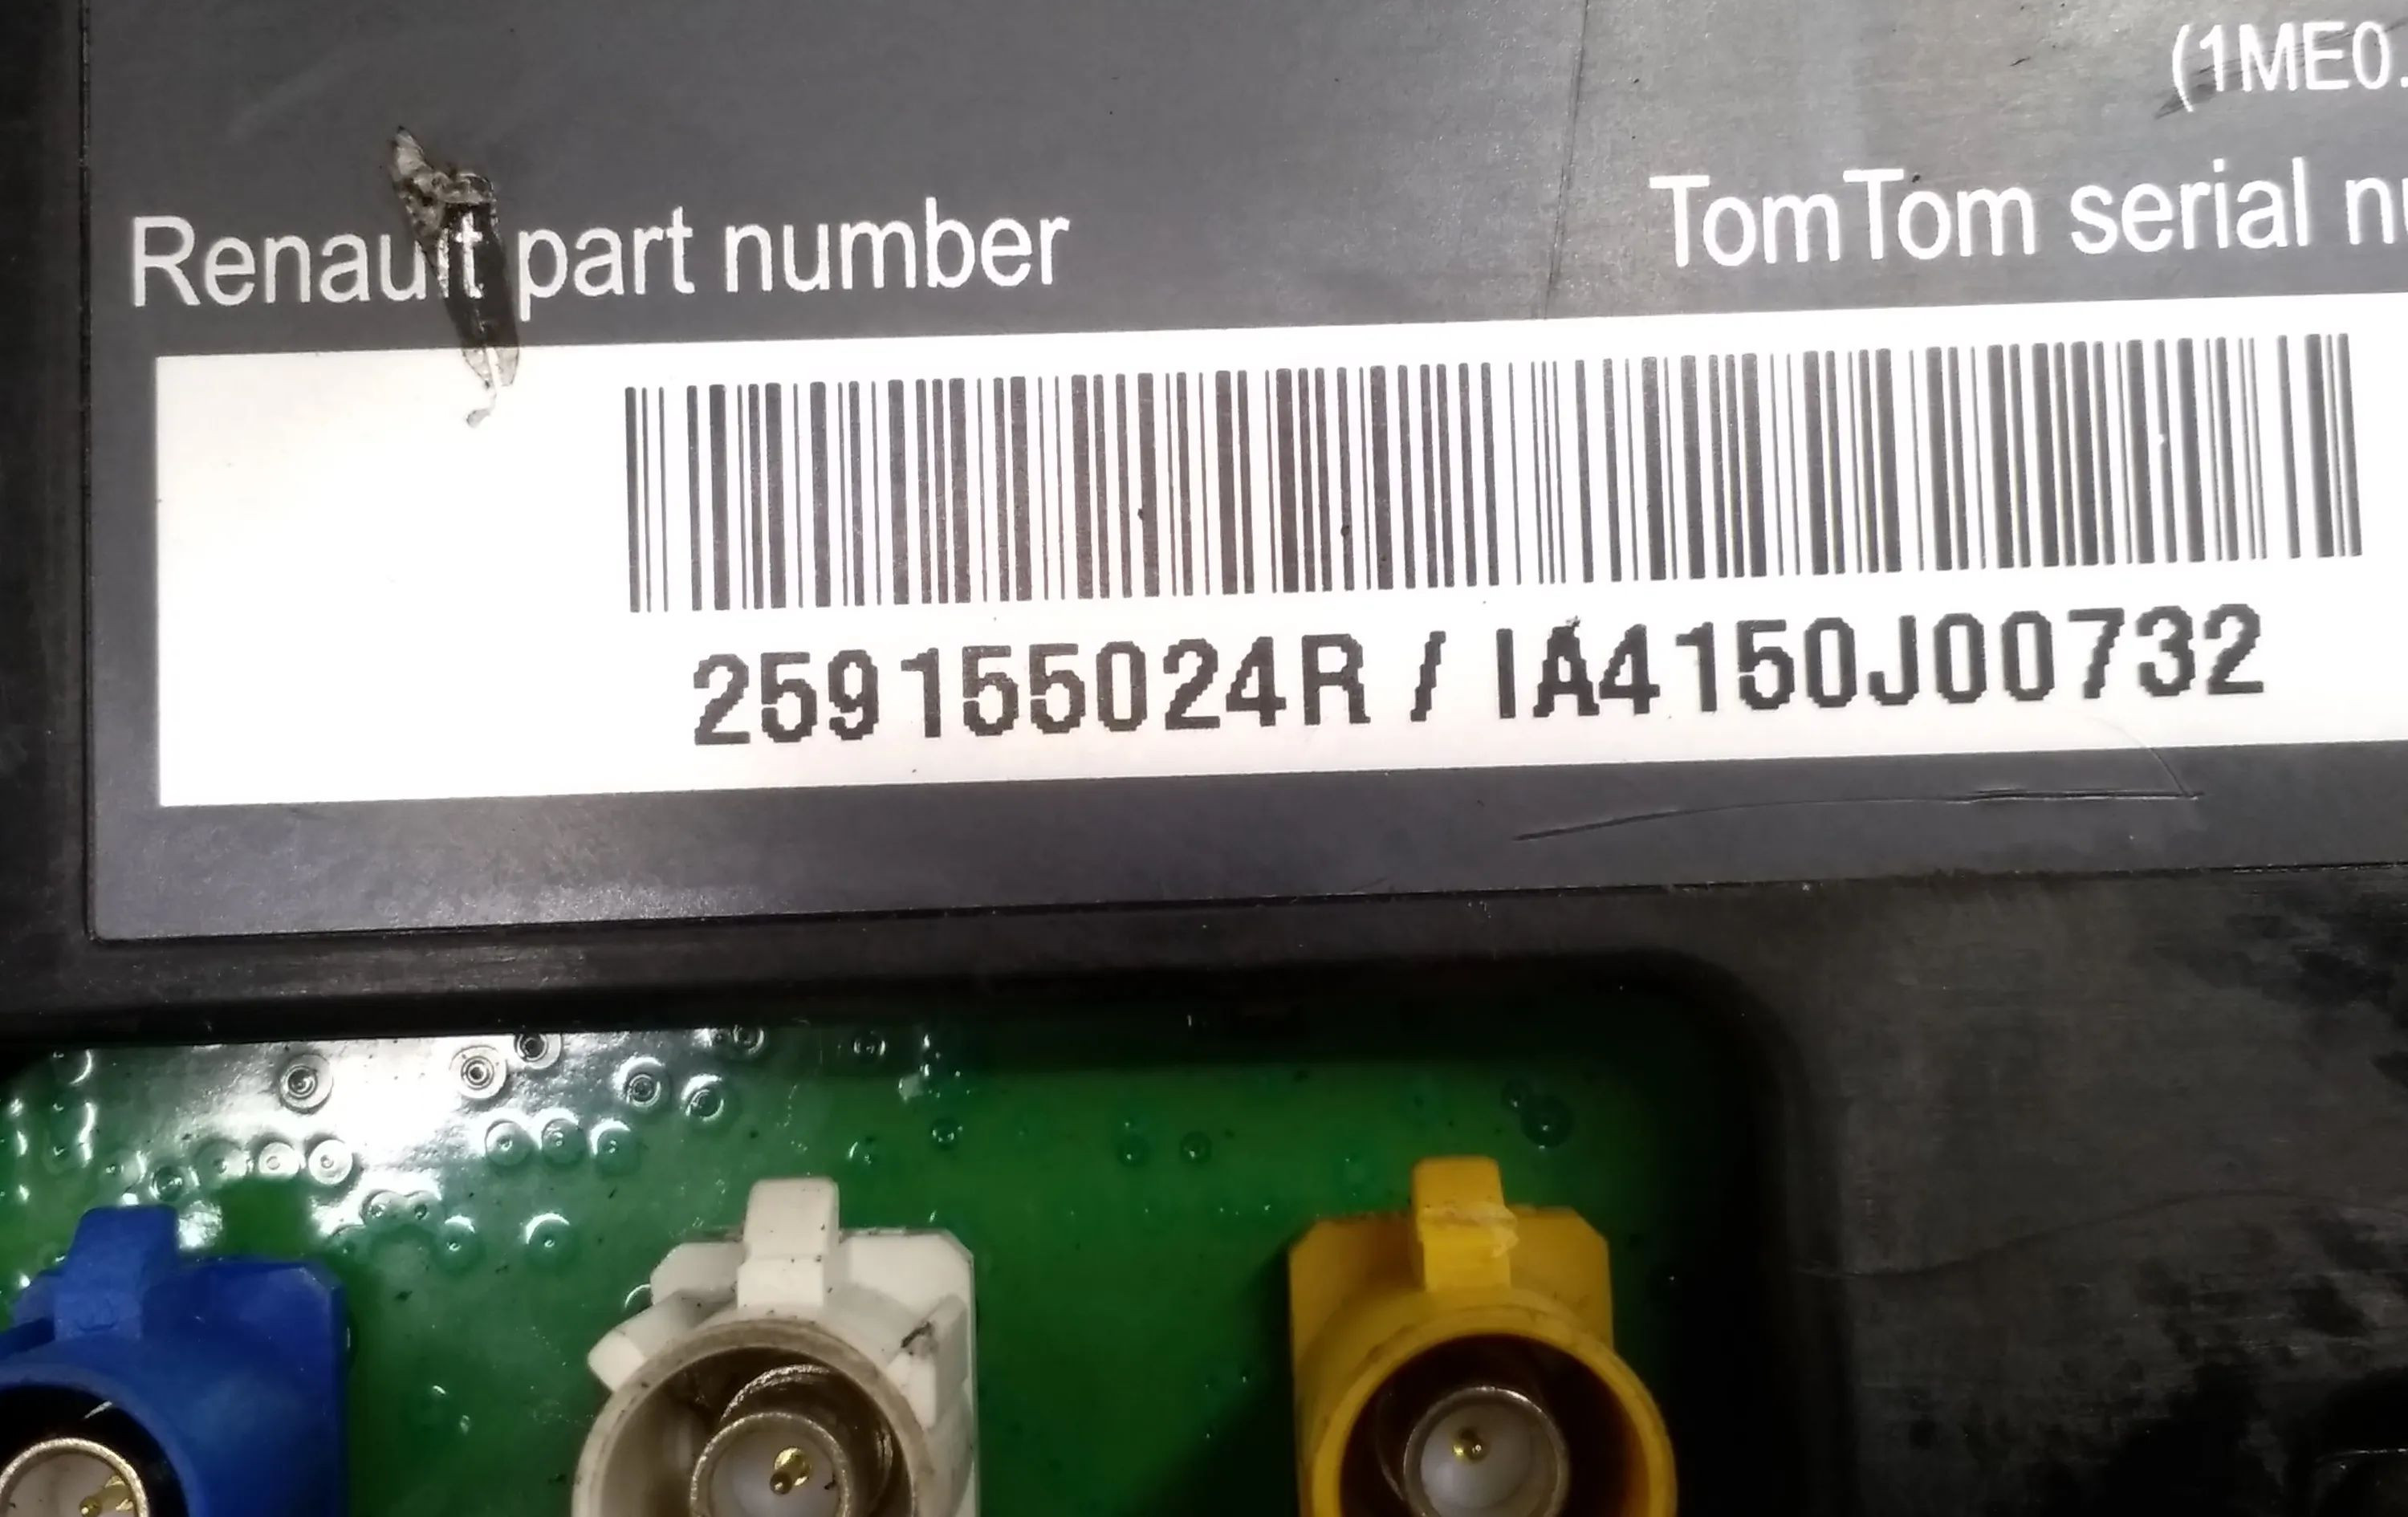 (1ME0.
Renault part number
TomTom serial nu
259155024R / IA4150J00732